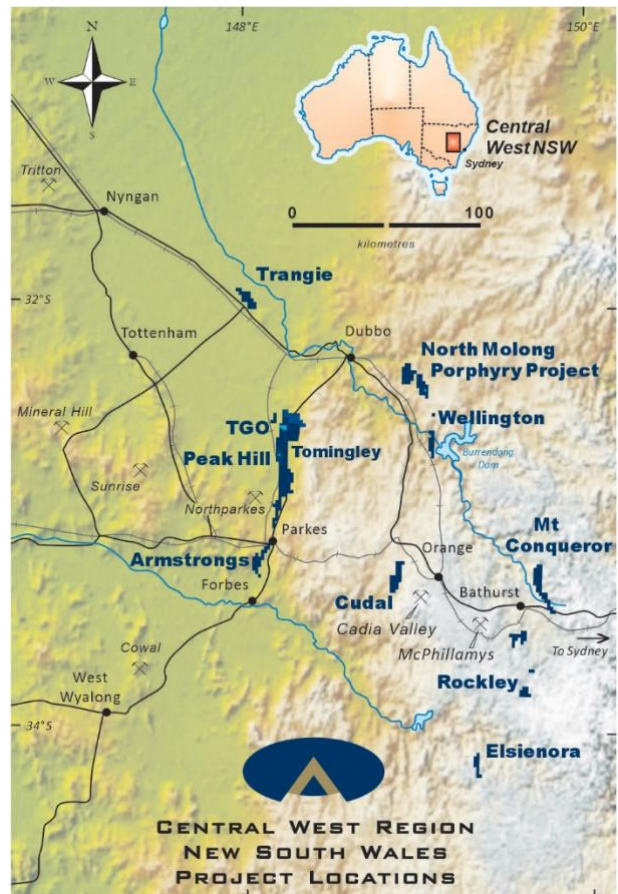 148°E
150°E
N
W
E
S
Central
West NSW
Sydney
Tritton
Nyngan
0
100
kilometres
Trangie
32°S
Tottenham
Dubbo
North Molong
Porphyry Project
Mineral Hill
TGO
Wellington
Peak Hill
Tomingley
Burrendong
Dam
Sunrise
Northparkes
Parkes
Mt
Conqueror
Armstrongs
Orange
Forbes
Cudal
Bathurst
Cadia Valley
McPhillamys
To Sydney
Cowal
West
Wyalong
Rockley
34°S
Elsienora
CENTRAL WEST REGION
NEW SOUTH WALES
PROJECT LOCATIONS